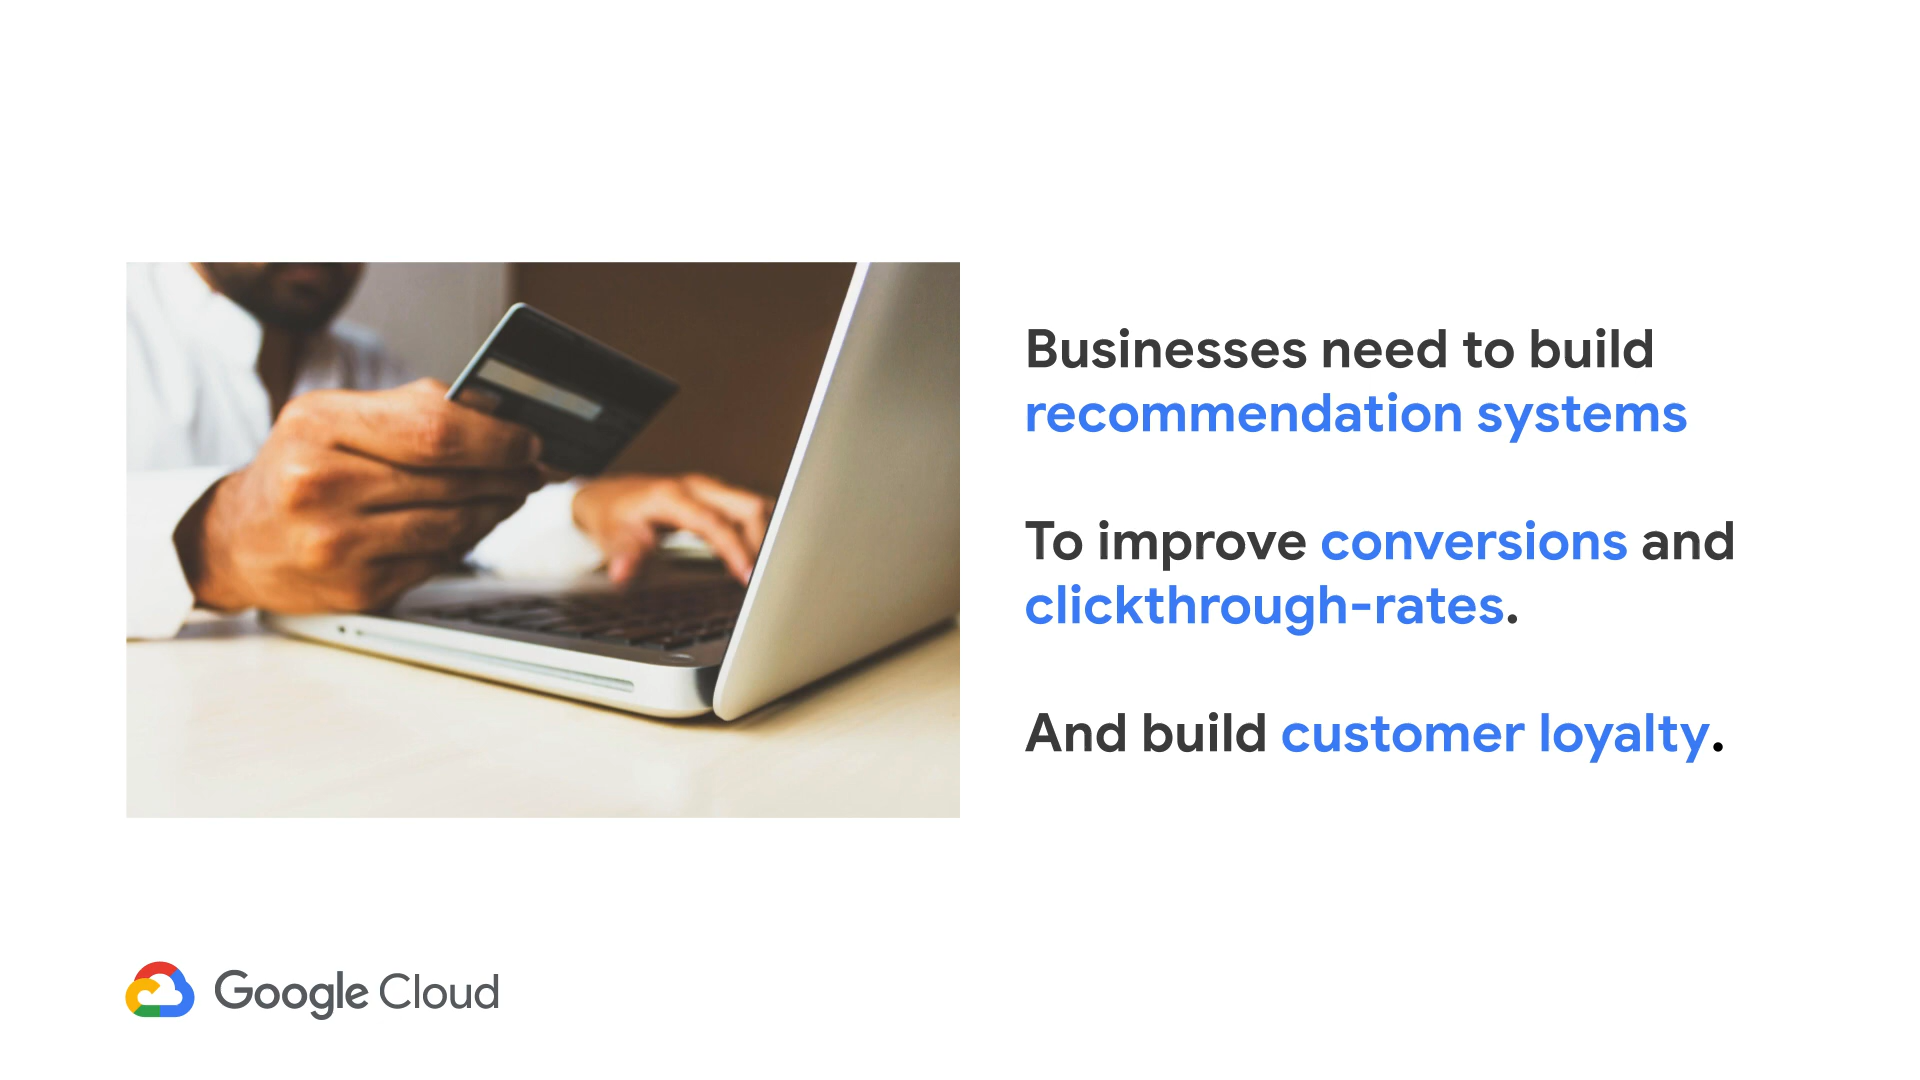 Businesses need to build
recommendation systems
To improve conversions and
clickthrough-rates.
And build customer loyalty.
Google Cloud